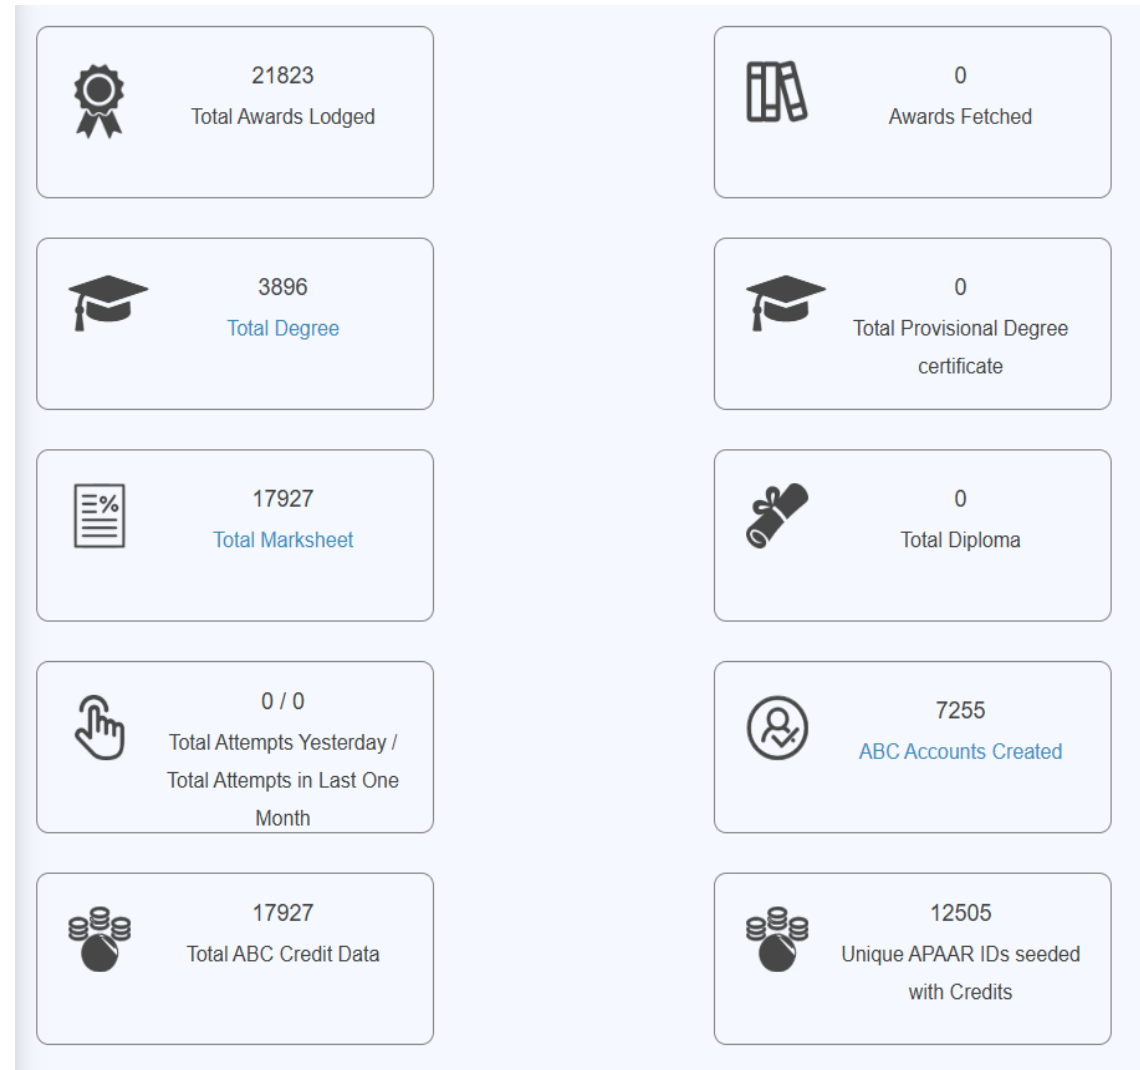 21823
Total Awards Lodged
0
Awards Fetched
3896
Total Degree
0
Total Provisional Degree
certificate
%
17927
Total Marksheet
0
Total Diploma
0 / 0
Total Attempts Yesterday /
Total Attempts in Last One
Month
7255
ABC Accounts Created
17927
Total ABC Credit Data
12505
Unique APAAR IDs seeded
with Credits